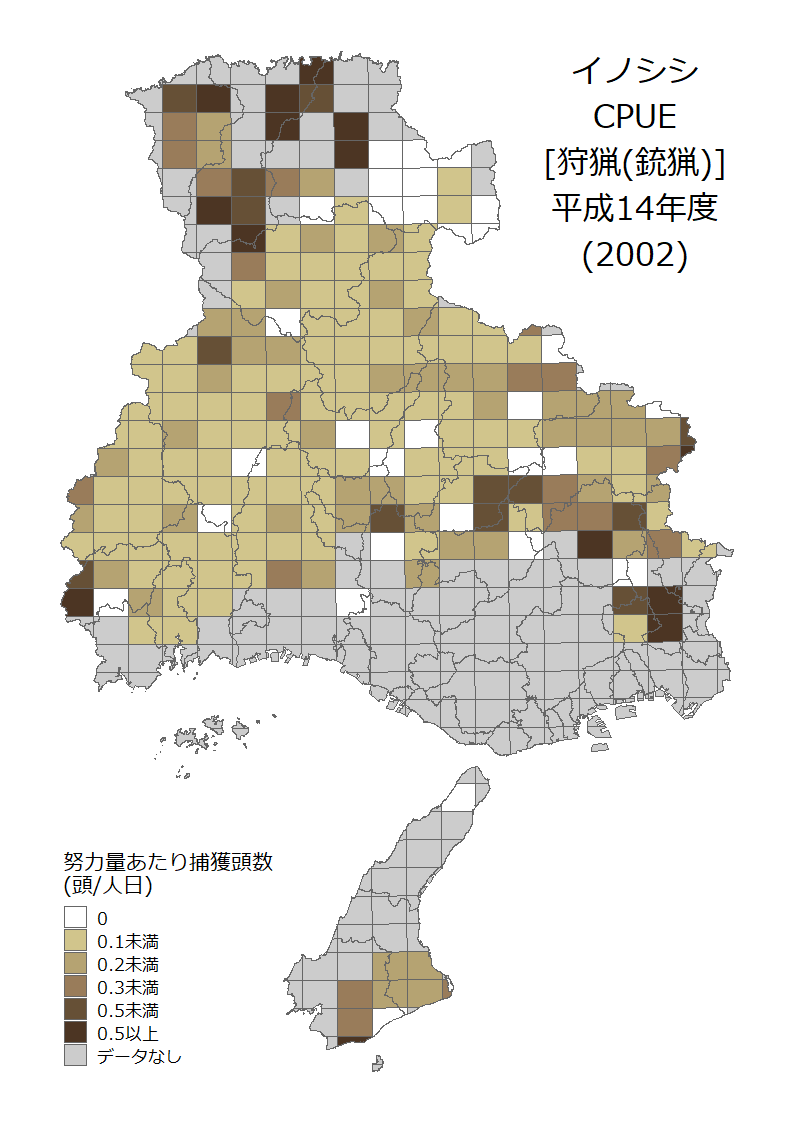 イノシシ
CPUE
[狩猟(銃猟)]
平成14年度
(2002)
努力量あたり捕獲頭数
(頭/人日)
0
0.1未満
0.2未満
0.3未満
0.5未満
0.5以上
データなし